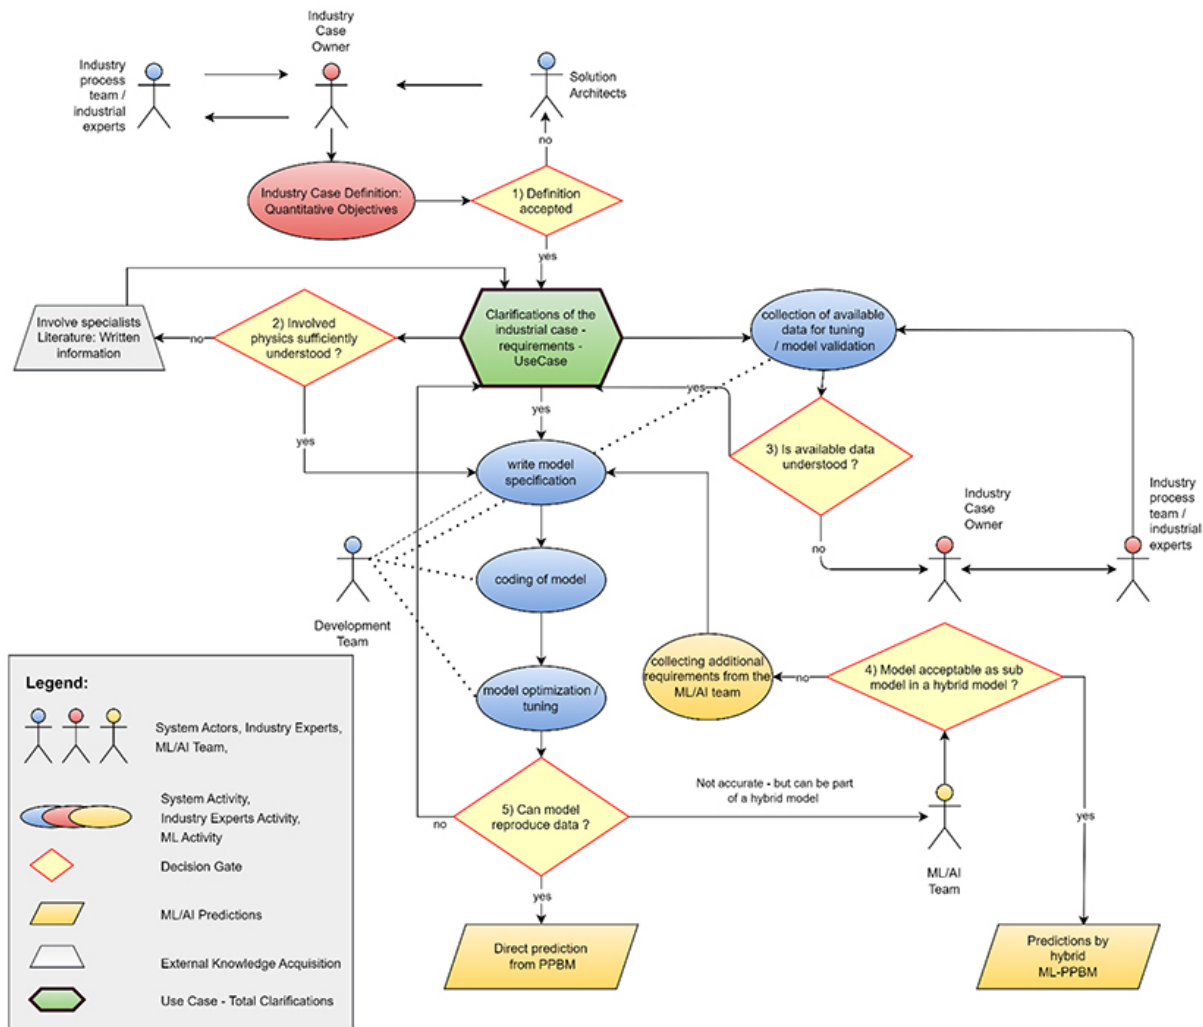 Industry
Case
Owner
Industry
process
team /
industrial
experts
Solution
Architects
no
Industry Case Definition:
Quantitative Objectives
1) Definition
accepted
yes
Involve specialists
Literature: Written
information
no
2) Involved
physics sufficiently
understood ?
Clarifications of the
industrial case -
requirements -
UseCase
collection of available
data for tuning
/ model validation
yes
yes
yes
3) Is available data
understood ?
write model
specification
Industry
Case
Owner
Industry
process
team /
industrial
experts
no
coding of model
Development
Team
collecting additional
requirements from the
ML/AI team
no
4) Model acceptable as sub
model in a hybrid model ?
model optimization /
tuning
Not accurate - but can be part
of a hybrid model
5) Can model
reproduce data ?
no
yes
ML/AI
Team
yes
Direct prediction
from PPBM
Predictions by
hybrid
ML-PPBM
Legend:
System Actors, Industry Experts,
ML/AI Team,
System Activity,
Industry Experts Activity,
ML Activity
Decision Gate
ML/AI Predictions
External Knowledge Acquisition
Use Case - Total Clarifications